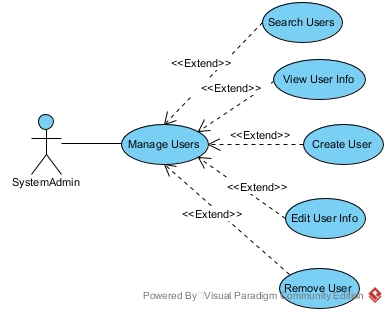 Search Users
<<Extend>>
View User Info
<<Extend>>
<<Extend>>
Manage Users
Create User
SystemAdmin
<<Extend>>
<<Extend>>
Edit User Info
Remove User
Powered By Visual Paradigm Community Edition